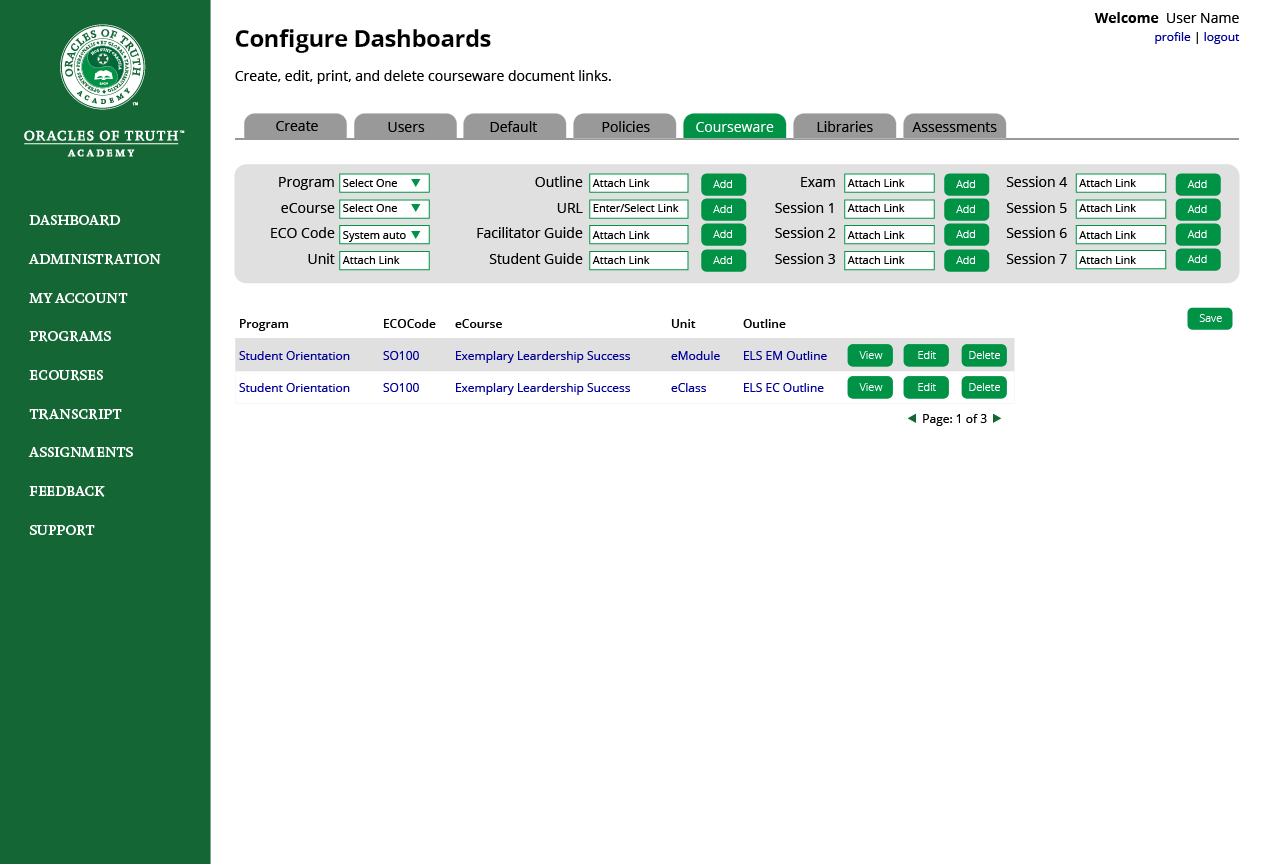 ORACLES OF TRUTH
ACADEMY
ORACLES OF TRUTH™
ACADEMY
DASHBOARD
ADMINISTRATION
MY ACCOUNT
PROGRAMS
ECOURSES
TRANSCRIPT
ASSIGNMENTS
FEEDBACK
SUPPORT
Welcome User Name
profile | logout
Configure Dashboards
Create, edit, print, and delete courseware document links.
Create Users Default Policies Courseware Libraries Assessments
Program Select One Outline Attach Link Add Exam Attach Link Add Session 4 Attach Link Add
eCourse Select One URL Enter/Select Link Add Session 1 Attach Link Add Session 5 Attach Link Add
ECO Code System auto Facilitator Guide Attach Link Add Session 2 Attach Link Add Session 6 Attach Link Add
Unit Attach Link Student Guide Attach Link Add Session 3 Attach Link Add Session 7 Attach Link Add
Save
Program ECOCode eCourse Unit Outline
Student Orientation SO100 Exemplary Leardership Success eModule ELS EM Outline View Edit Delete
Student Orientation SO100 Exemplary Leardership Success eClass ELS EC Outline View Edit Delete
Page: 1 of 3